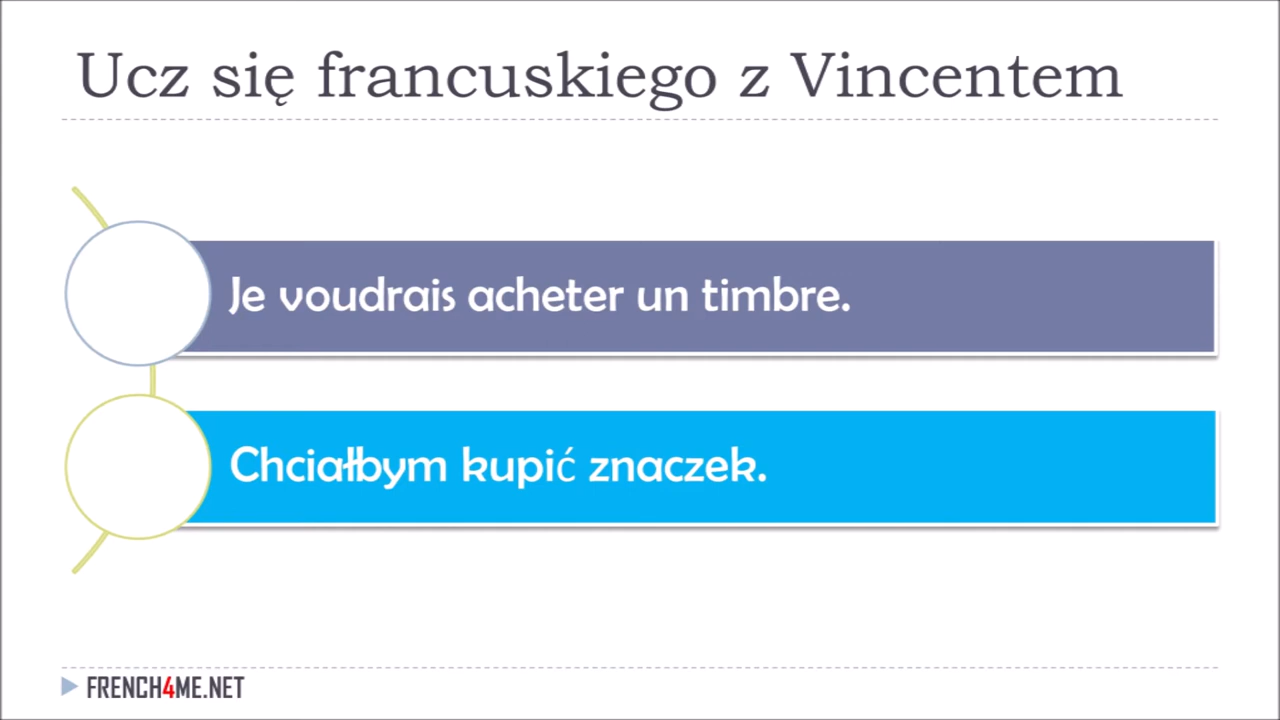 Ucz się francuskiego z Vincentem
Je voudrais acheter un timbre.
Chciałbym kupić znaczek.
FRENCH4ME.NET